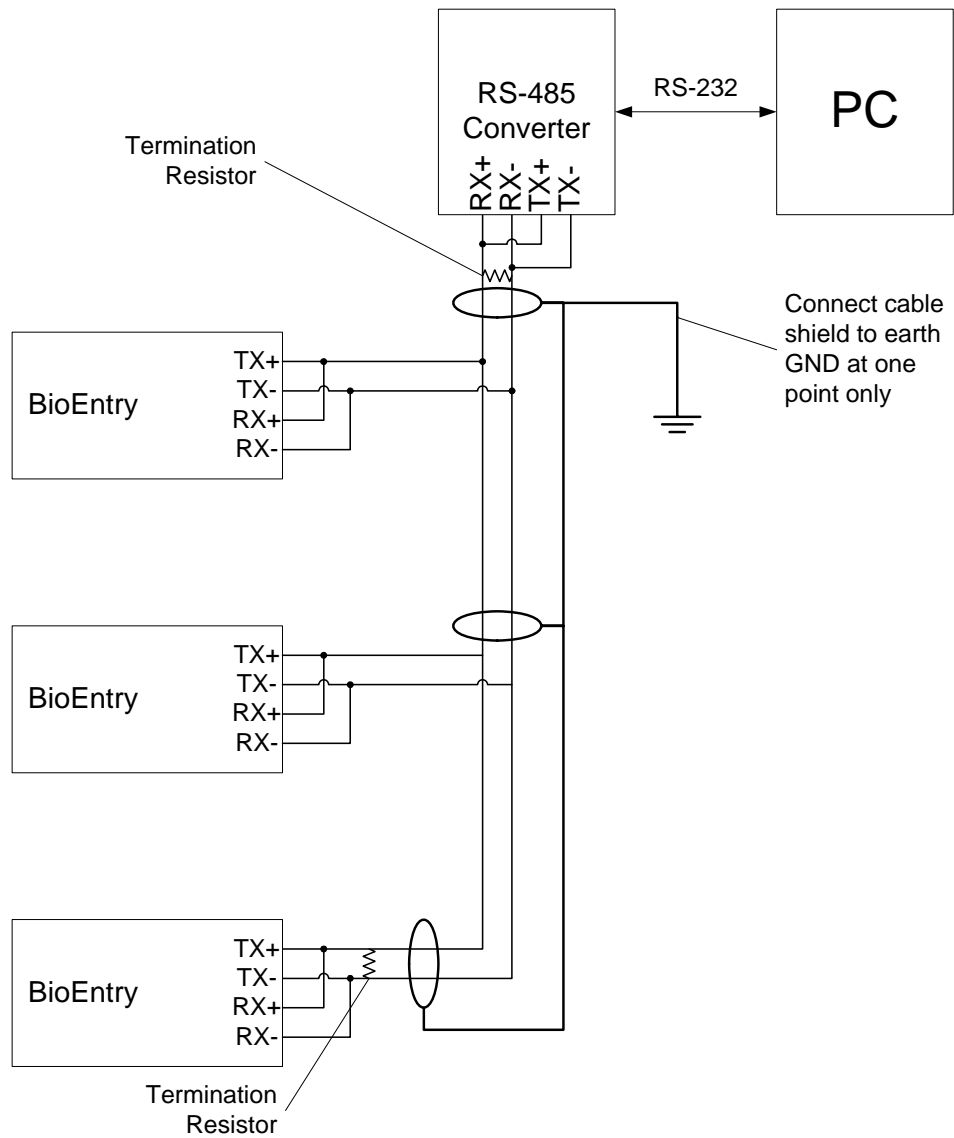 RS-485
Converter
RX+
RX-
TX+
TX-
RS-232
PC
Termination
Resistor
Connect cable
shield to earth
GND at one
point only
BioEntry
TX+
TX-
RX+
RX-
BioEntry
TX+
TX-
RX+
RX-
BioEntry
TX+
TX-
RX+
RX-
Termination
Resistor